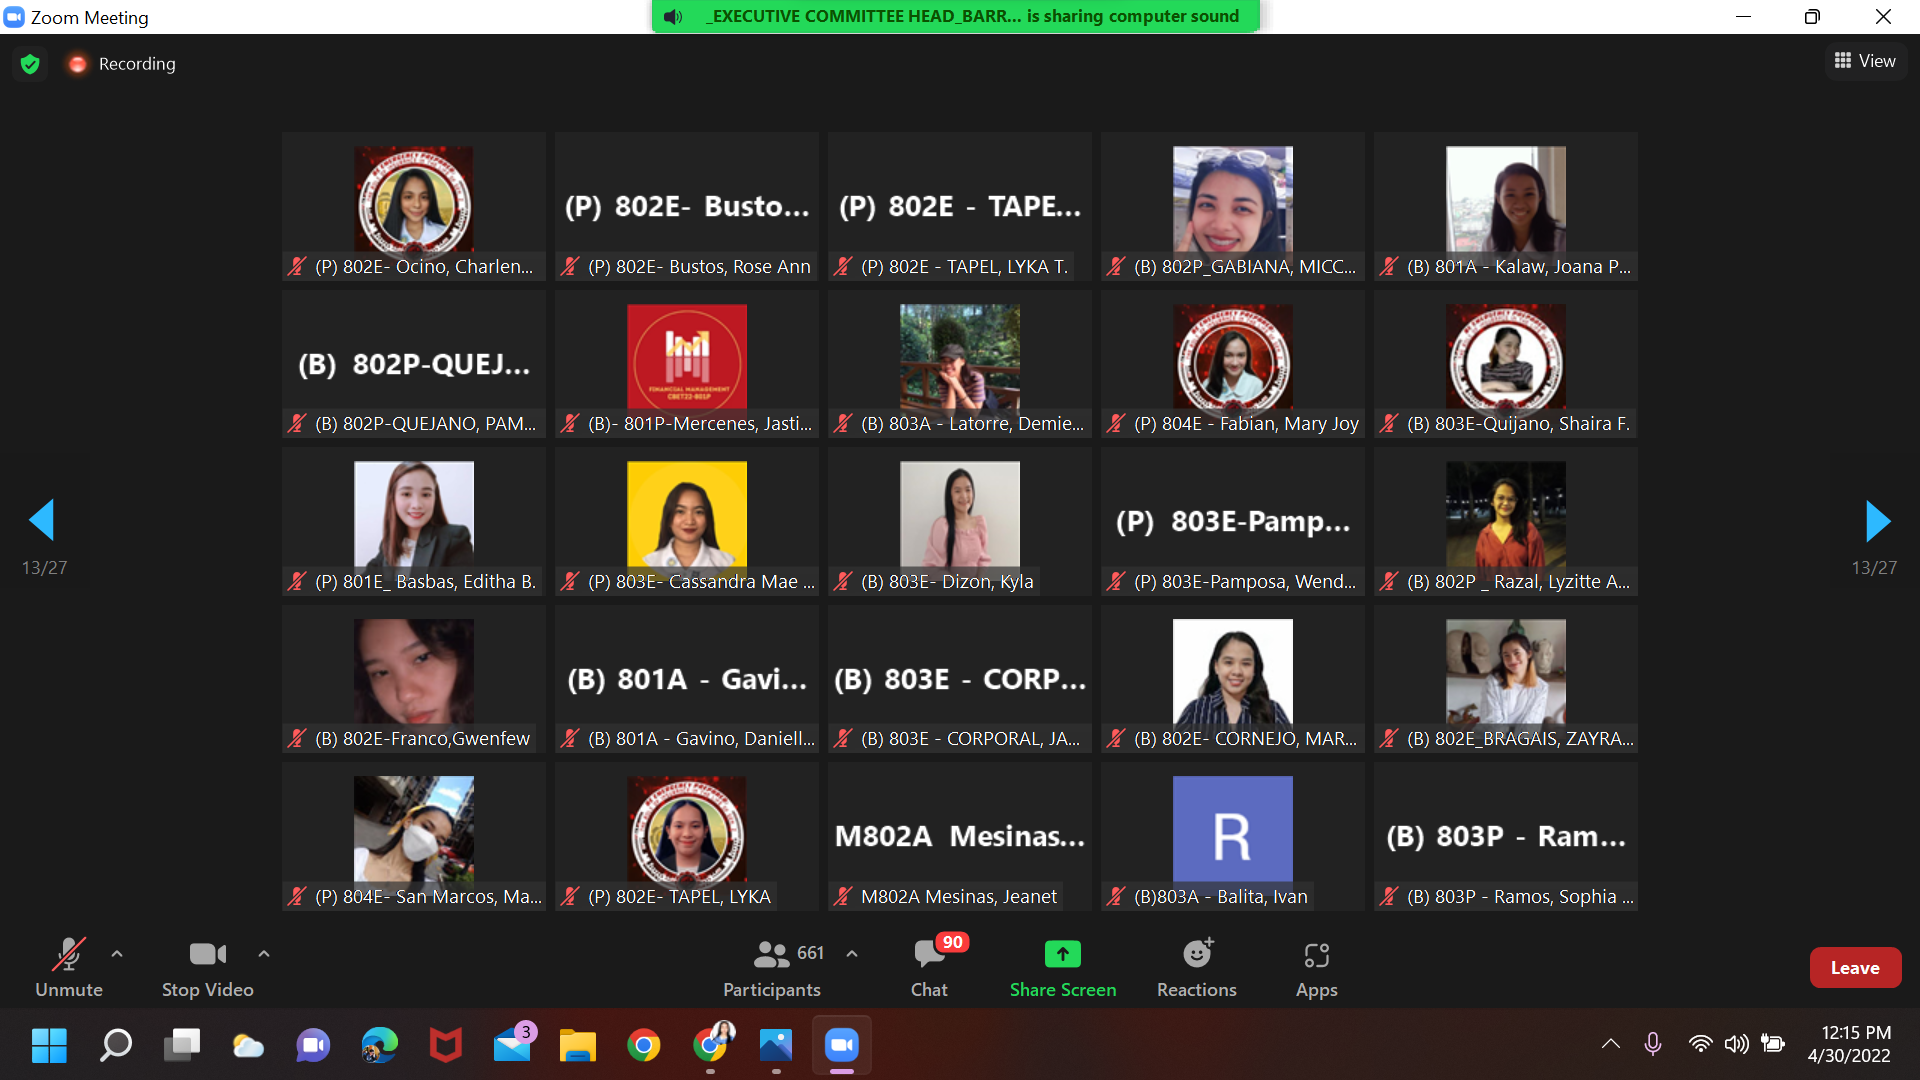 Zoom Meeting
_EXECUTIVE COMMITTEE HEAD_BARR... is sharing computer sound
Recording
View
(P) 802E- Ocino, Charlen...
(P) 802E- Busto...
(P) 802E- Bustos, Rose Ann
(P) 802E - TAPE...
(P) 802E - TAPEL, LYKA T.
(B) 802P_GABIANA, MICC...
(B) 801A - Kalaw, Joana P...
(B) 802P-QUEJ...
(B) 802P-QUEJANO, PAM...
FINANCIAL MANAGEMENT
CBET22-801P
(B)- 801P-Mercenes, Jasti...
(B) 803A - Latorre, Demie...
(P) 804E - Fabian, Mary Joy
(B) 803E-Quijano, Shaira F.
13/27
(P) 801E_ Basbas, Editha B.
(P) 803E- Cassandra Mae ...
(B) 803E- Dizon, Kyla
(P) 803E-Pamp...
(P) 803E-Pamposa, Wend...
(B) 802P _ Razal, Lyzitte A...
13/27
(B) 802E-Franco,Gwenfew
(B) 801A - Gavi...
(B) 801A - Gavino, Daniell...
(B) 803E - CORP...
(B) 803E - CORPORAL, JA...
(B) 802E- CORNEJO, MAR...
(B) 802E_BRAGAIS, ZAYRA...
(P) 804E- San Marcos, Ma...
(P) 802E- TAPEL, LYKA
M802A Mesinas...
M802A Mesinas, Jeanet
R
(B)803A - Balita, Ivan
(B) 803P - Ram...
(B) 803P - Ramos, Sophia ...
Unmute
Stop Video
661
Participants
90
Chat
Share Screen
Reactions
Apps
Leave
3
12:15 PM
4/30/2022